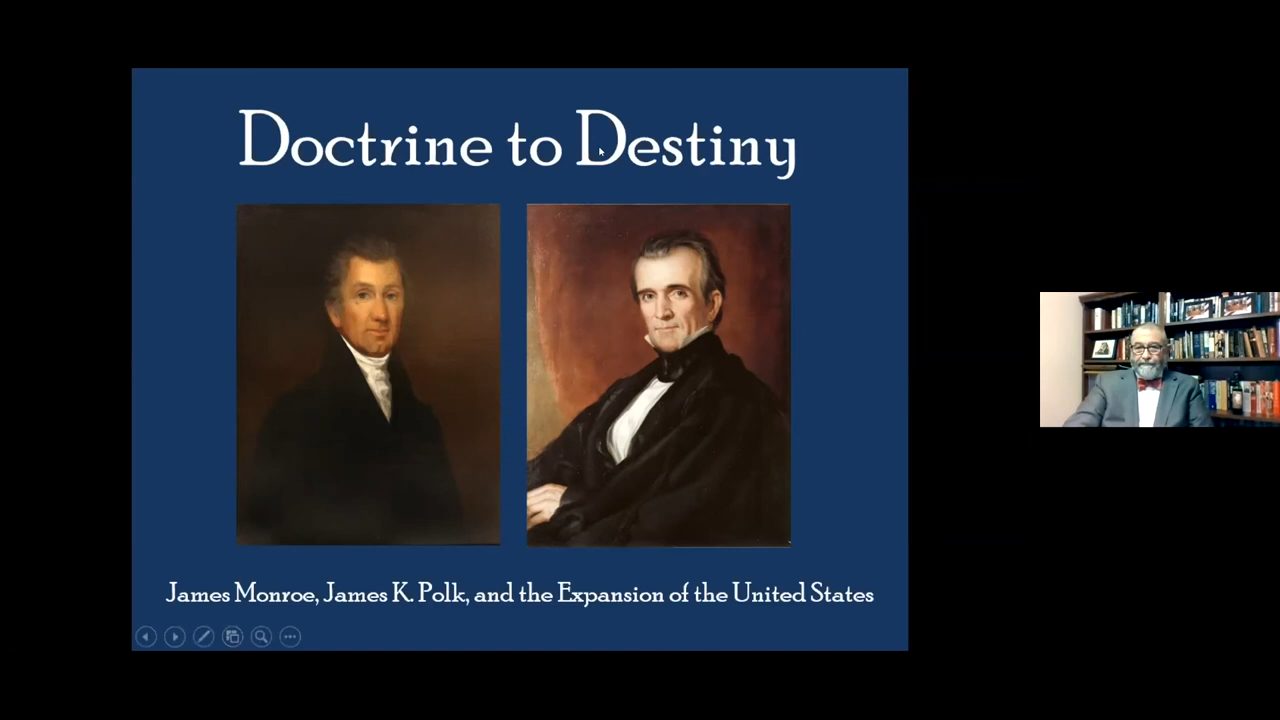 Doctrine to Destiny
James Monroe, James K. Polk, and the Expansion of the United States